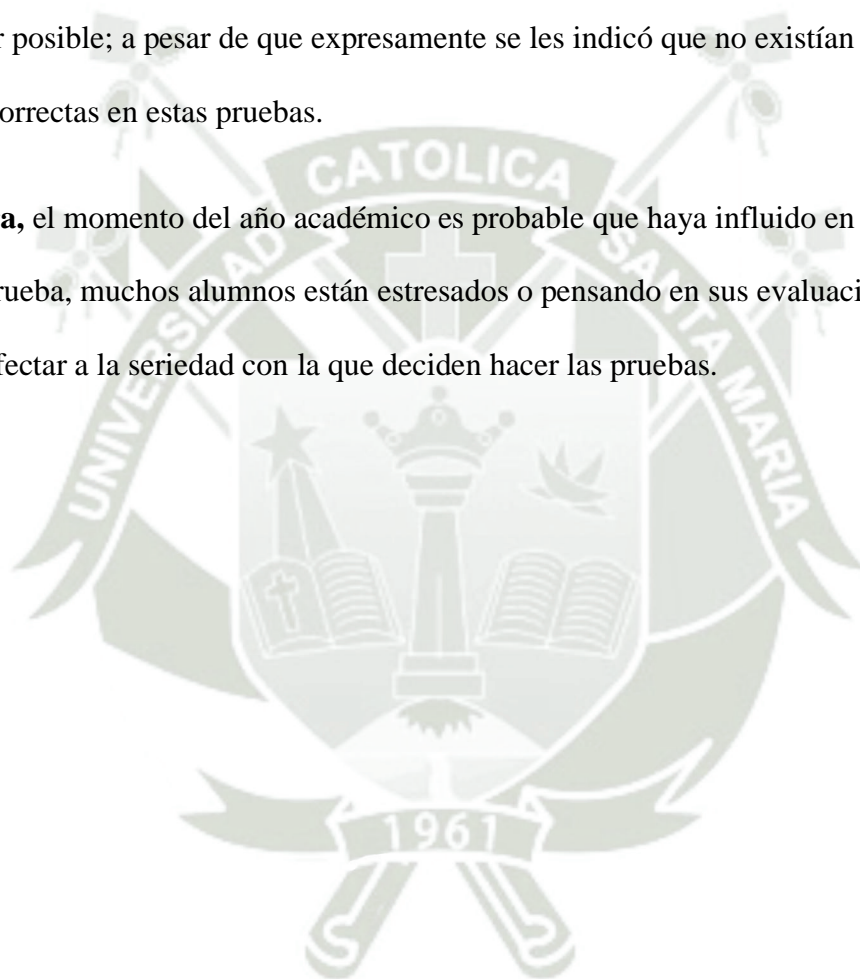 r posible; a pesar de que expresamente se les indicó que no existían
orrectas en estas pruebas.
a, el momento del año académico es probable que haya influido en
rueba, muchos alumnos están estresados o pensando en sus evaluaci
fectar a la seriedad con la que deciden hacer las pruebas.
UNIVERSIDAD CATOLICA SANTA MARIA
1961